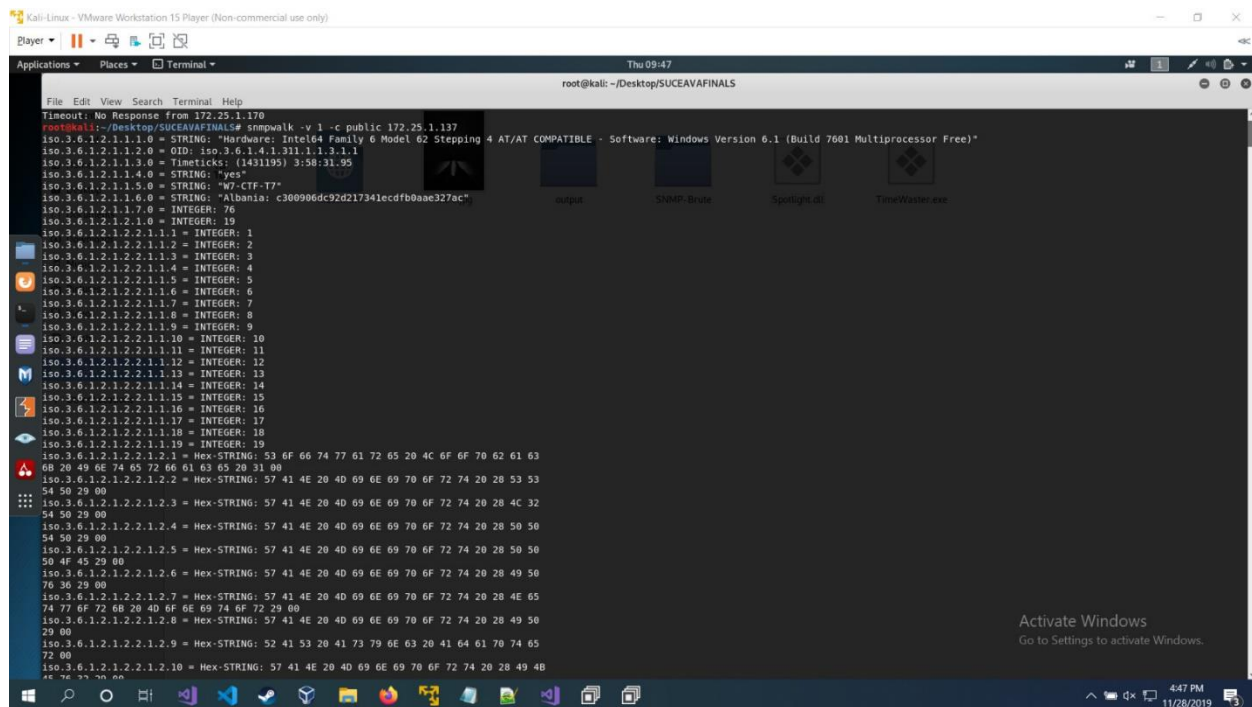 Kali-Linux - VMware Workstation 15 Player (Non-commercial use only)
Player
Applications Places Terminal Thu 09:47 1
root@kali: ~/Desktop/SUCEAVAFINALS
File Edit View Search Terminal Help
Timeout: No Response from 172.25.1.170
root@kali:~/Desktop/SUCEAVAFINALS# snmpwalk -v 1 -c public 172.25.1.137
iso.3.6.1.2.1.1.1.0 = STRING: "Hardware: Intel64 Family 6 Model 62 Stepping 4 AT/AT COMPATIBLE - Software: Windows Version 6.1 (Build 7601 Multiprocessor Free)"
iso.3.6.1.2.1.1.2.0 = OID: iso.3.6.1.4.1.311.1.1.3.1.1
iso.3.6.1.2.1.1.3.0 = Timeticks: (1431195) 3:58:31.95
iso.3.6.1.2.1.1.4.0 = STRING: "yes"
iso.3.6.1.2.1.1.5.0 = STRING: "W7-CTF-T7"
iso.3.6.1.2.1.1.6.0 = STRING: "Albania: c300906dc92d217341ecdfb0aae327ac"
output SNMP-Brute Spotlight.dll TimeWaster.exe
iso.3.6.1.2.1.1.7.0 = INTEGER: 76
iso.3.6.1.2.1.2.1.0 = INTEGER: 19
iso.3.6.1.2.1.2.2.1.1.1 = INTEGER: 1
iso.3.6.1.2.1.2.2.1.1.2 = INTEGER: 2
iso.3.6.1.2.1.2.2.1.1.3 = INTEGER: 3
iso.3.6.1.2.1.2.2.1.1.4 = INTEGER: 4
iso.3.6.1.2.1.2.2.1.1.5 = INTEGER: 5
iso.3.6.1.2.1.2.2.1.1.6 = INTEGER: 6
iso.3.6.1.2.1.2.2.1.1.7 = INTEGER: 7
iso.3.6.1.2.1.2.2.1.1.8 = INTEGER: 8
iso.3.6.1.2.1.2.2.1.1.9 = INTEGER: 9
iso.3.6.1.2.1.2.2.1.1.10 = INTEGER: 10
iso.3.6.1.2.1.2.2.1.1.11 = INTEGER: 11
iso.3.6.1.2.1.2.2.1.1.12 = INTEGER: 12
iso.3.6.1.2.1.2.2.1.1.13 = INTEGER: 13
iso.3.6.1.2.1.2.2.1.1.14 = INTEGER: 14
iso.3.6.1.2.1.2.2.1.1.15 = INTEGER: 15
iso.3.6.1.2.1.2.2.1.1.16 = INTEGER: 16
iso.3.6.1.2.1.2.2.1.1.17 = INTEGER: 17
iso.3.6.1.2.1.2.2.1.1.18 = INTEGER: 18
iso.3.6.1.2.1.2.2.1.1.19 = INTEGER: 19
iso.3.6.1.2.1.2.2.1.2.1 = Hex-STRING: 53 6F 66 74 77 61 72 65 20 4C 6F 6F 70 62 61 63
6B 20 49 6E 74 65 72 66 61 63 65 20 31 00
iso.3.6.1.2.1.2.2.1.2.2 = Hex-STRING: 57 41 4E 20 4D 69 6E 69 70 6F 72 74 20 28 53 53
54 50 29 00
iso.3.6.1.2.1.2.2.1.2.3 = Hex-STRING: 57 41 4E 20 4D 69 6E 69 70 6F 72 74 20 28 4C 32
54 50 29 00
iso.3.6.1.2.1.2.2.1.2.4 = Hex-STRING: 57 41 4E 20 4D 69 6E 69 70 6F 72 74 20 28 50 50
54 50 29 00
iso.3.6.1.2.1.2.2.1.2.5 = Hex-STRING: 57 41 4E 20 4D 69 6E 69 70 6F 72 74 20 28 50 50
50 4F 45 29 00
iso.3.6.1.2.1.2.2.1.2.6 = Hex-STRING: 57 41 4E 20 4D 69 6E 69 70 6F 72 74 20 28 49 50
76 36 29 00
iso.3.6.1.2.1.2.2.1.2.7 = Hex-STRING: 57 41 4E 20 4D 69 6E 69 70 6F 72 74 20 28 4E 65
74 77 6F 72 6B 20 4D 6F 6E 69 74 6F 72 29 00
iso.3.6.1.2.1.2.2.1.2.8 = Hex-STRING: 57 41 4E 20 4D 69 6E 69 70 6F 72 74 20 28 49 50
29 00
iso.3.6.1.2.1.2.2.1.2.9 = Hex-STRING: 52 41 53 20 41 73 79 6E 63 20 41 64 61 70 74 65
72 00
iso.3.6.1.2.1.2.2.1.2.10 = Hex-STRING: 57 41 4E 20 4D 69 6E 69 70 6F 72 74 20 28 49 4B
45 76 32 29 00
Activate Windows
Go to Settings to activate Windows.
4:47 PM
11/28/2019
3